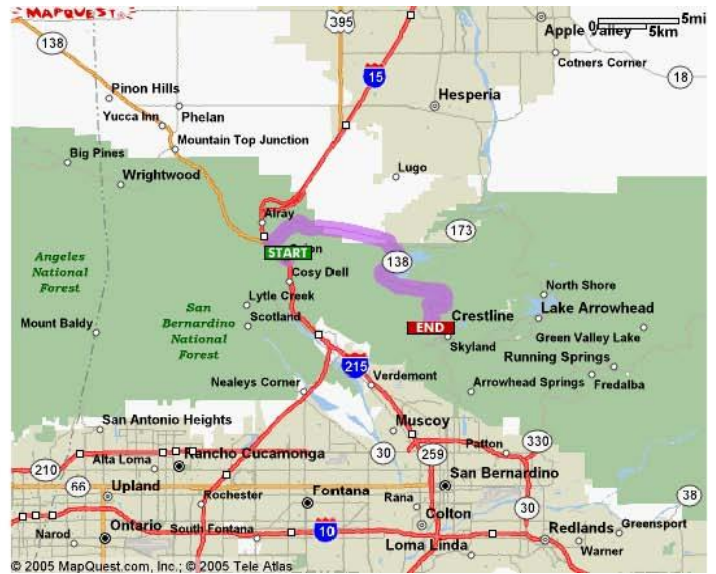 MAPQUEST
395
5mi
0
5km
Apple Valley
138
Cotners Corner
15
18
Pinon Hills
Hesperia
Phelan
Yucca Inn
Mountain Top Junction
Big Pines
Lugo
Wrightwood
Alray
173
START
138
Angeles
National
Forest
Cosy Dell
North Shore
Lytle Creek
San
Bernardino
National
Forest
Crestline
Lake Arrowhead
Mount Baldy
Scotland
END
Skyland
Green Valley Lake
Running Springs
215
Nealeys Corner
Verdemont
Arrowhead Springs
Fredalba
San Antonio Heights
Muscoy
30
Patton
330
259
210
Alta Loma
Rancho Cucamonga
San Bernardino
66
Upland
Rochester
Fontana
Rana
38
30
Colton
Ontario
South Fontana
10
Redlands
Greensport
Narod
Loma Linda
Warner
© 2005 MapQuest.com, Inc.; © 2005 Tele Atlas